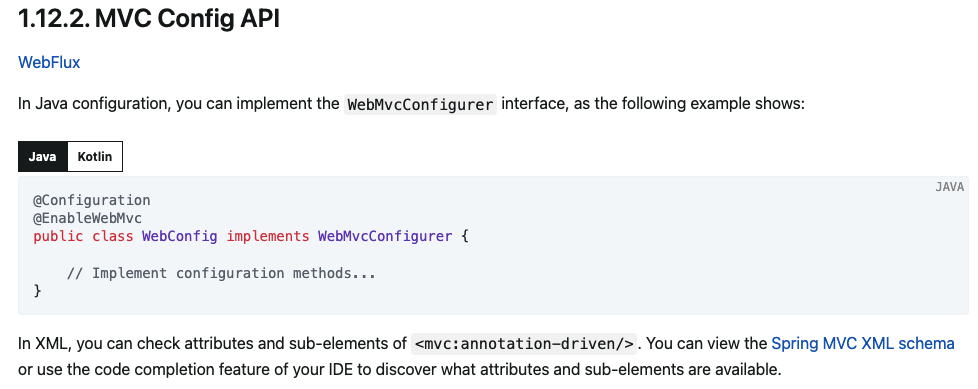 1.12.2. MVC Config API
WebFlux
In Java configuration, you can implement the WebMvcConfigurer interface, as the following example shows:
Java Kotlin
JAVA
@Configuration
@EnableWebMvc
public class WebConfig implements WebMvcConfigurer {
// Implement configuration methods...
}
In XML, you can check attributes and sub-elements of <mvc:annotation-driven/>. You can view the Spring MVC XML schema
or use the code completion feature of your IDE to discover what attributes and sub-elements are available.